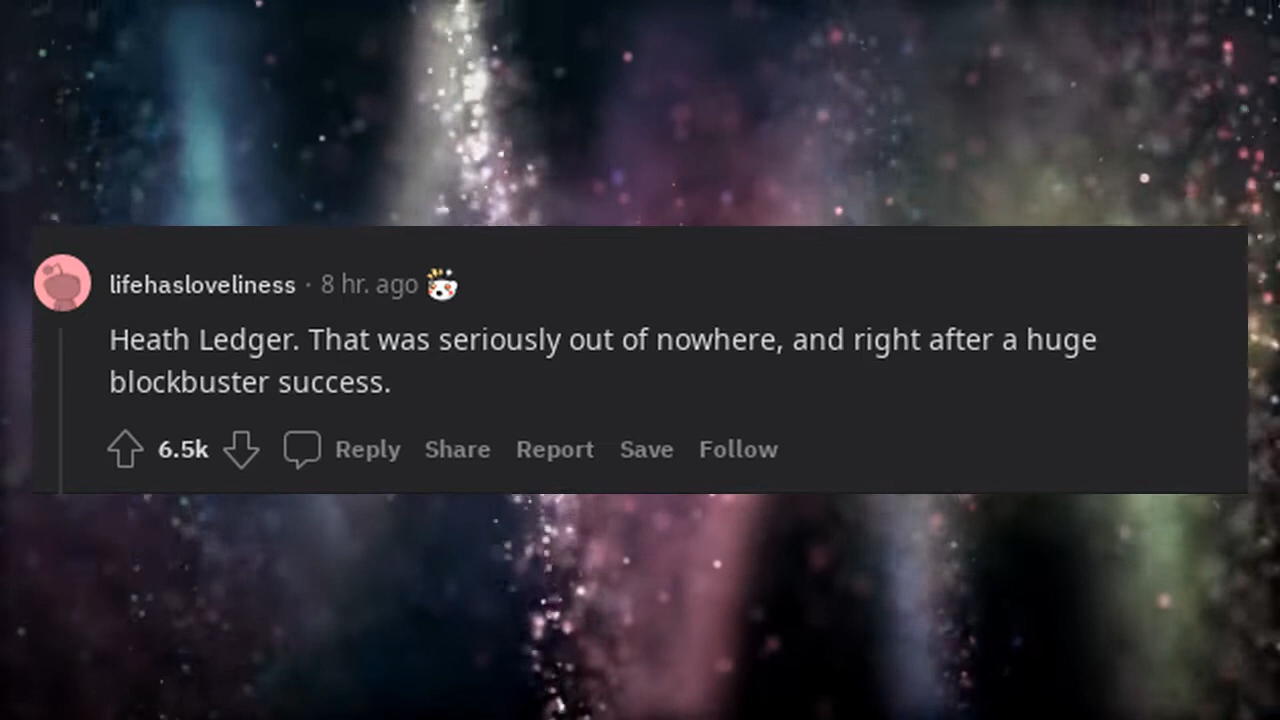 lifehasloveliness · 8 hr. ago
Heath Ledger. That was seriously out of nowhere, and right after a huge
blockbuster success.
6.5k Reply Share Report Save Follow